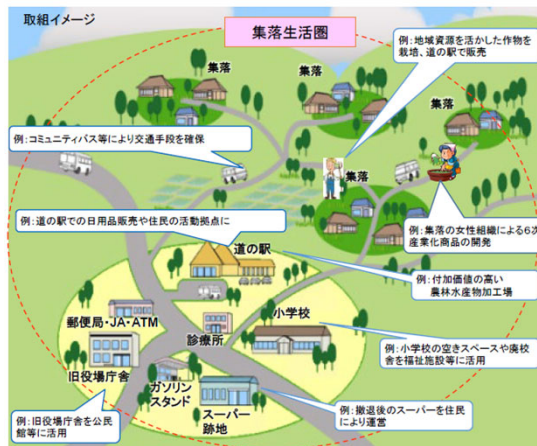 取組イメージ
集落生活圏
例:地域資源を活かした作物を
栽培、道の駅で販売
集落
集落
集落
例:コミュニティバス等により交通手段を確保
集落
例:道の駅での日用品販売や住民の活動拠点に
例:集落の女性組織による6次
産業化商品の開発
道の駅
例:付加価値の高い
農林水産物加工場
郵便局・JA・ATM
小学校
診療所
旧役場庁舎
例:小学校の空きスペースや廃校
舎を福祉施設等に活用
ガソリン
スタンド
スーパー
跡地
例:旧役場庁舎を公民
館等に活用
例:撤退後のスーパーを住民
により運営